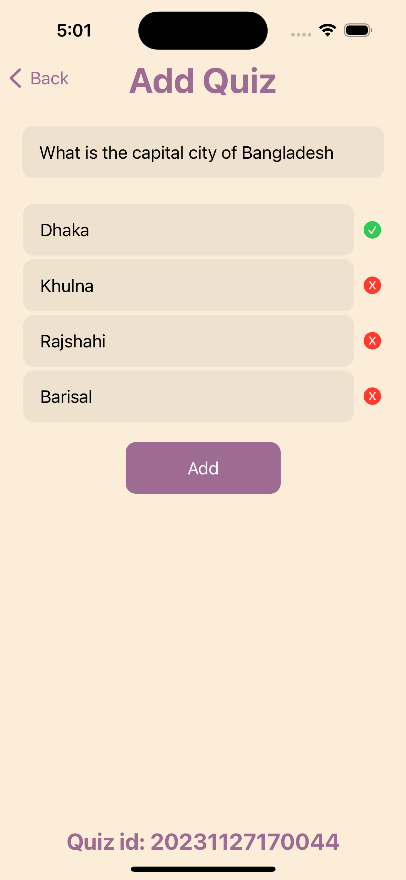 5:01
Back
Add Quiz
What is the capital city of Bangladesh
Dhaka
Khulna
Rajshahi
Barisal
Add
Quiz id: 20231127170044